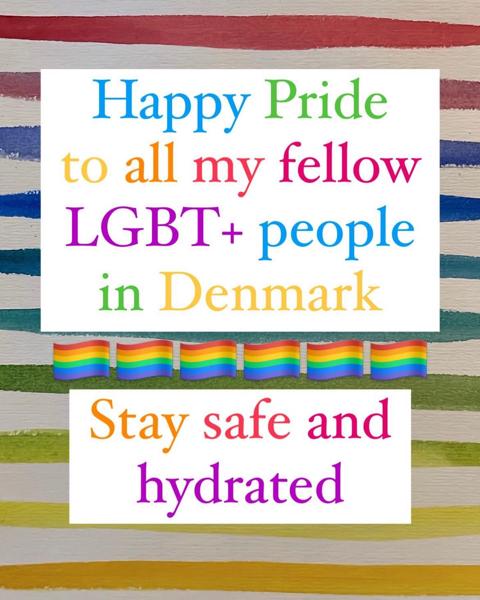 Happy Pride
to all my fellow
LGBT+ people
in Denmark
🏳️‍🌈🏳️‍🌈🏳️‍🌈🏳️‍🌈🏳️‍🌈🏳️‍🌈
Stay safe and
hydrated